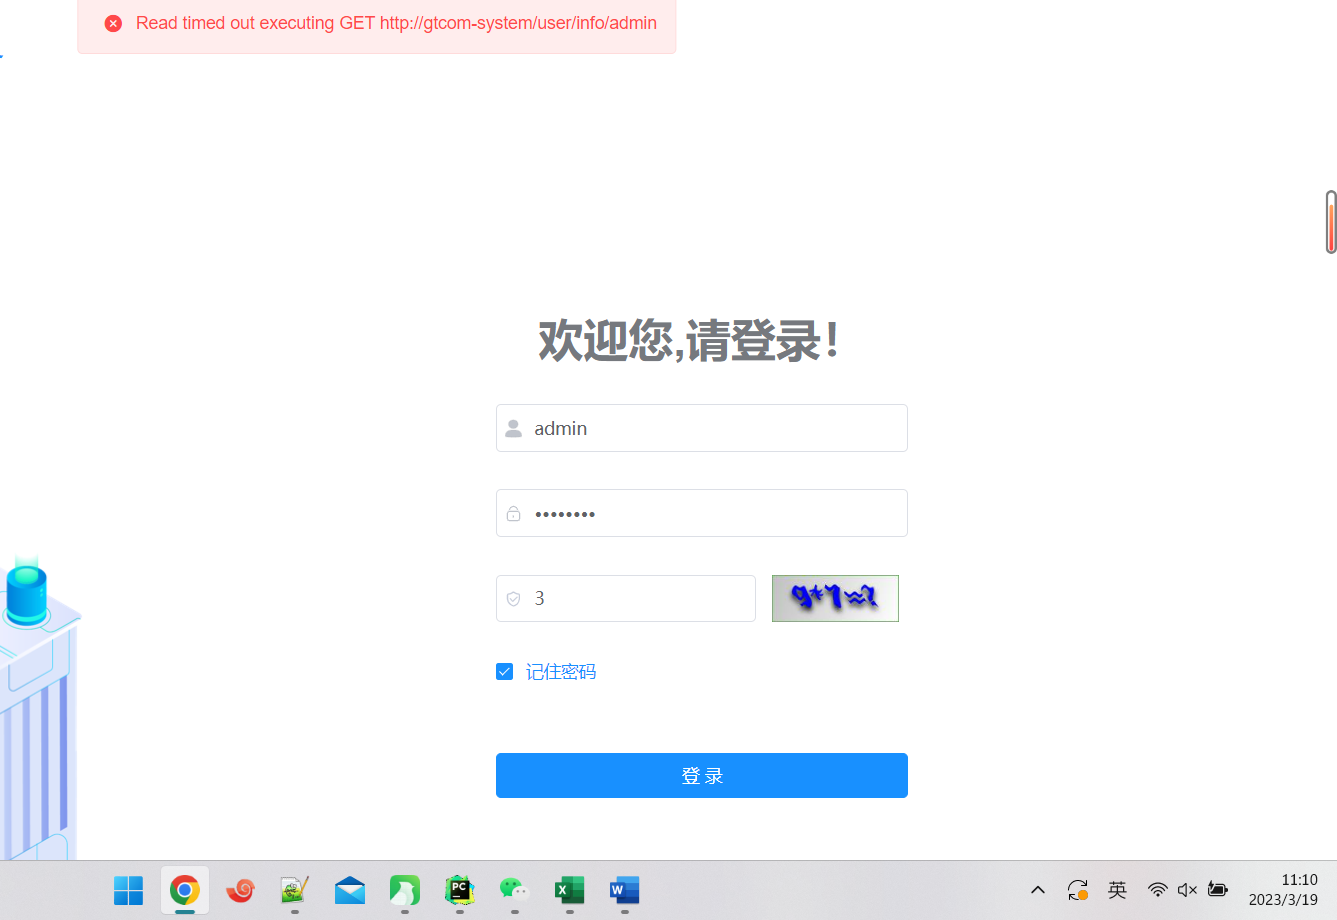 Read timed out executing GET http://gtcom-system/user/info/admin
欢迎您,请登录!
admin
3
记住密码
登 录
英
11:10
2023/3/19